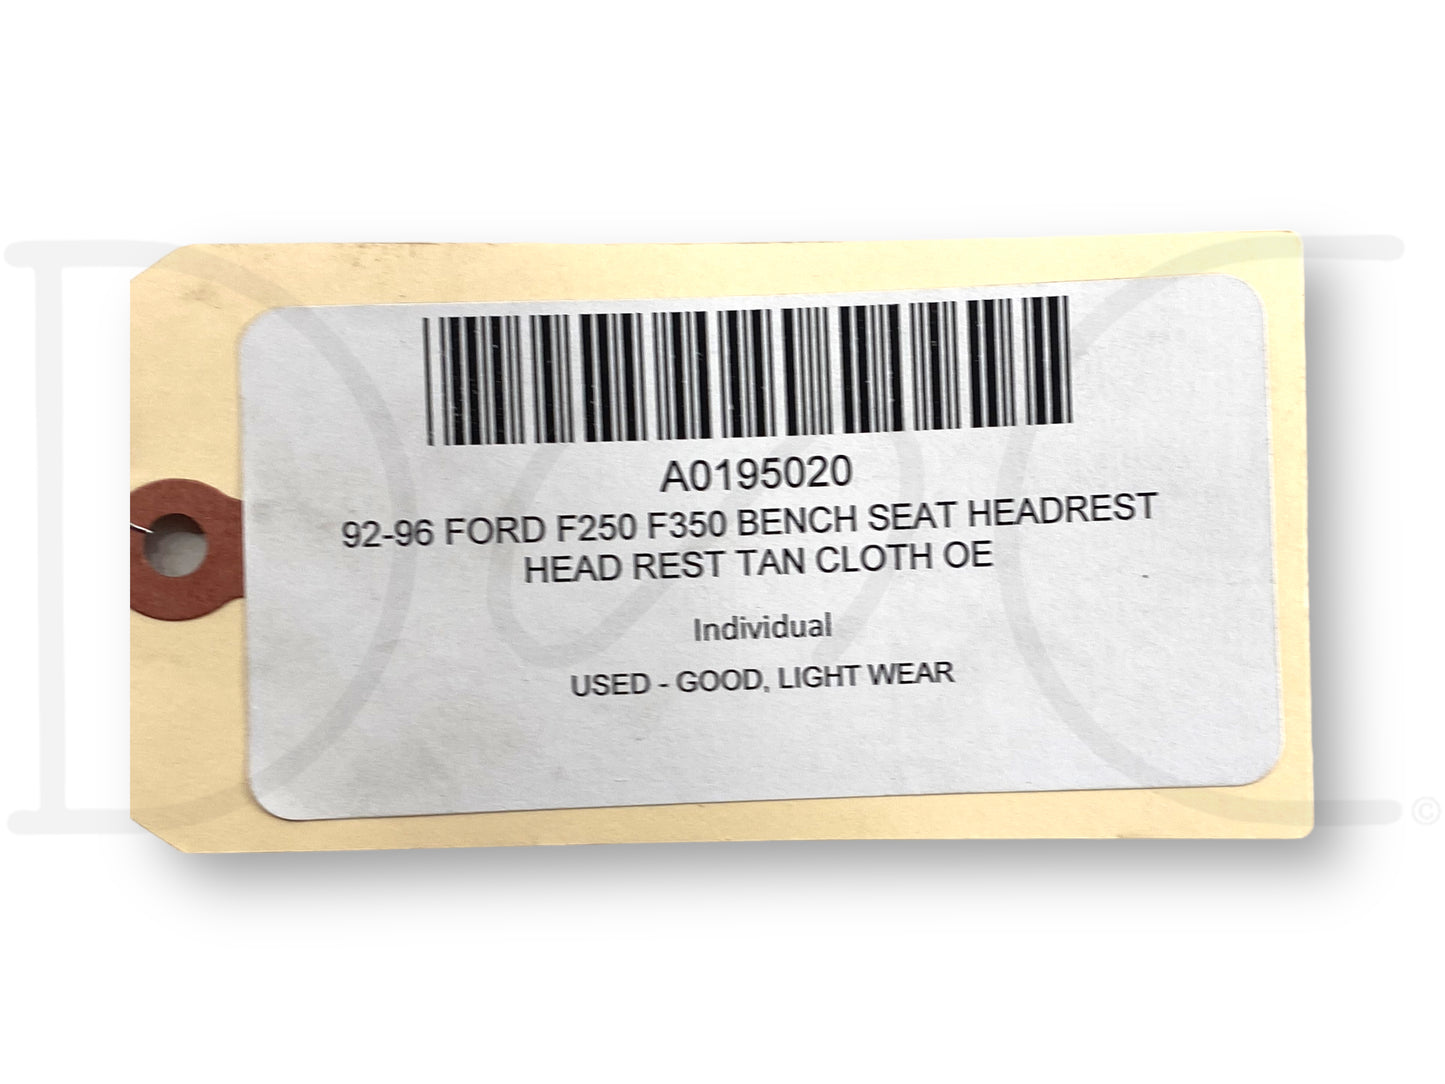 A0195020
92-96 FORD F250 F350 BENCH SEAT HEADREST
HEAD REST TAN CLOTH OE
Individual
USED - GOOD, LIGHT WEAR
©